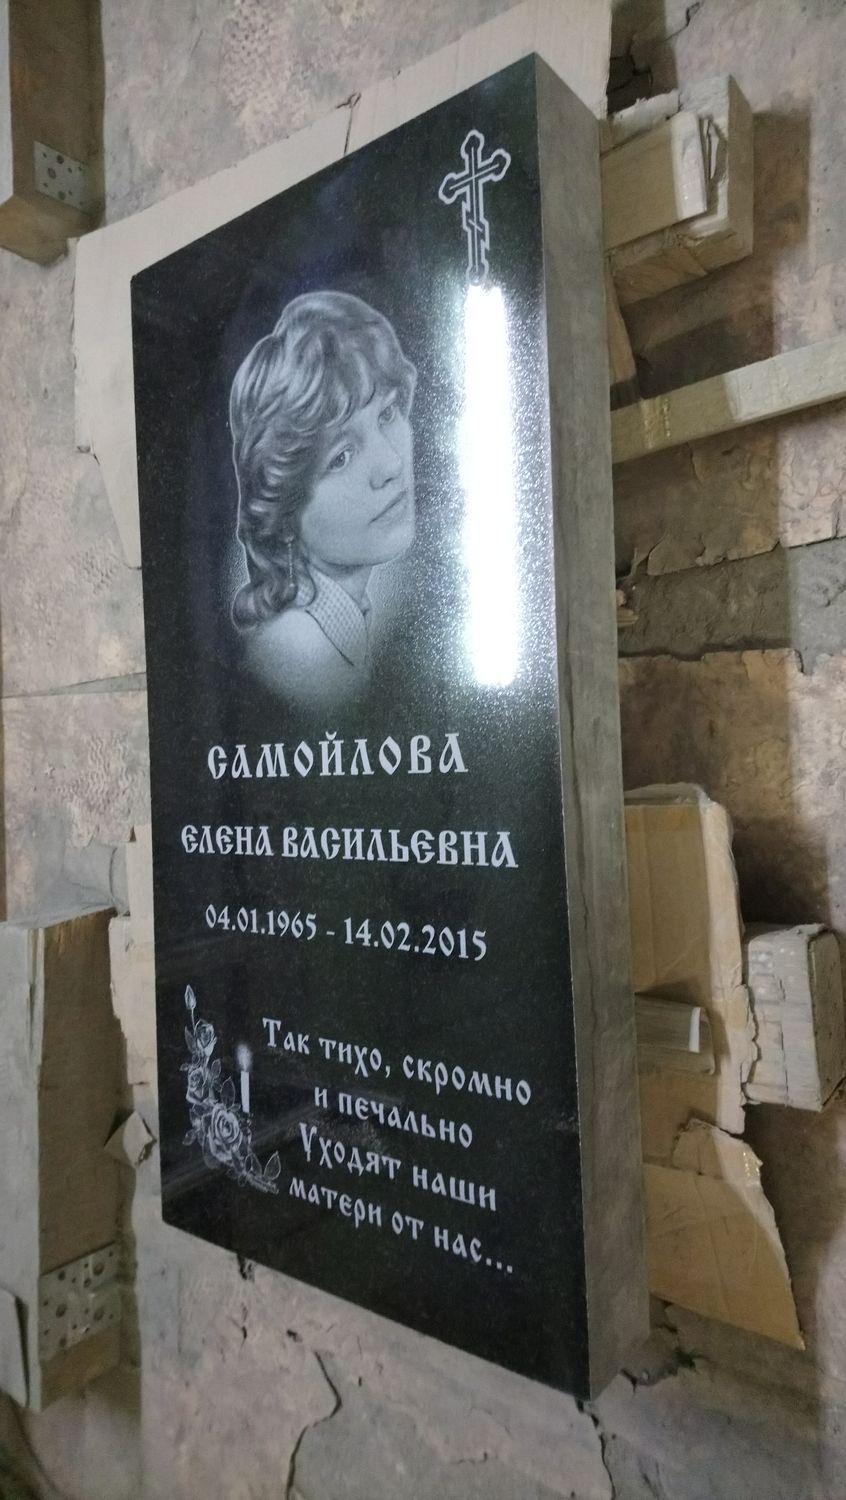 САМОЙЛОВА
ЕЛЕНА ВАСИЛЬЕВНА
04.01.1965 - 14.02.2015
Так тихо, скромно
и печально
Уходят наши
матери от нас...